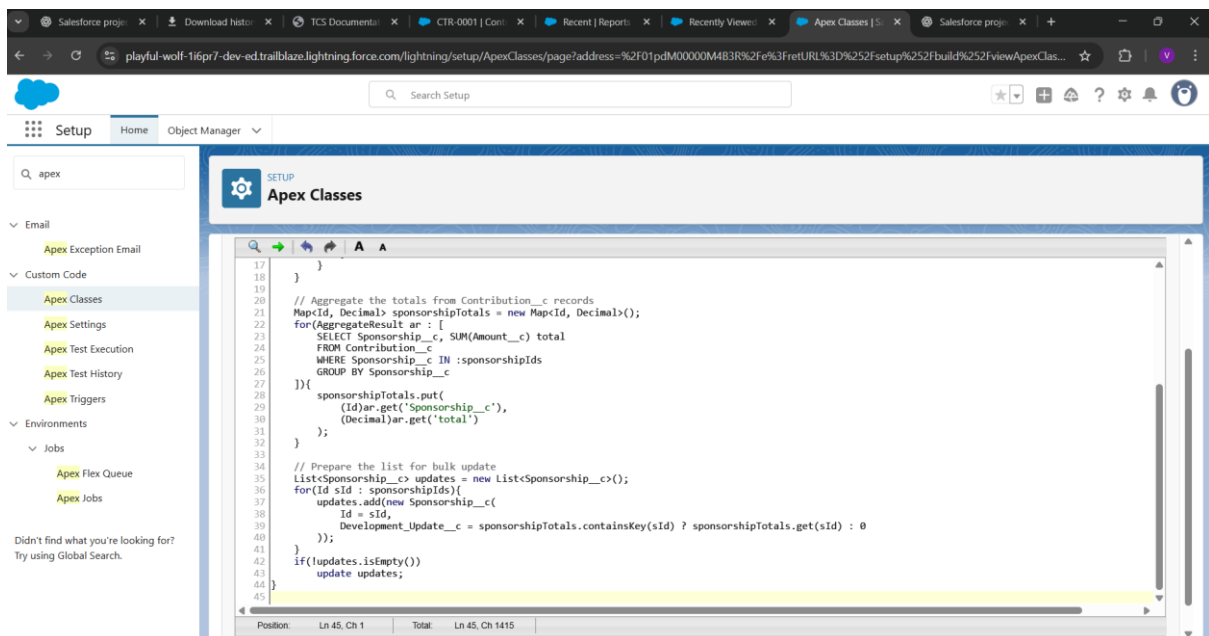 Salesforce proje
Download histor
TCS Documentat
CTR-0001 | Cont
Recent | Reports
Recently Viewed
Apex Classes | Sa
Salesforce proje
playful-wolf-1i6pr7-dev-ed.trailblaze.lightning.force.com/lightning/setup/ApexClasses/page?address=%2F01pdM00000M4B3R%2Fe%3FretURL%3D%252Fsetup%252Fbuild%252FviewApexClas...
V
Search Setup
Setup
Home
Object Manager
apex
Email
Apex Exception Email
Custom Code
Apex Classes
Apex Settings
Apex Test Execution
Apex Test History
Apex Triggers
Environments
Jobs
Apex Flex Queue
Apex Jobs
Didn't find what you're looking for?
Try using Global Search.
SETUP
Apex Classes
A A
17 }
18 }
19
20 // Aggregate the totals from Contribution__c records
21 Map<Id, Decimal> sponsorshipTotals = new Map<Id, Decimal>();
22 for(AggregateResult ar : [
23 SELECT Sponsorship__c, SUM(Amount__c) total
24 FROM Contribution__c
25 WHERE Sponsorship__c IN :sponsorshipIds
26 GROUP BY Sponsorship__c
27 ]){
28 sponsorshipTotals.put(
29 (Id)ar.get('Sponsorship__c'),
30 (Decimal)ar.get('total')
31 );
32 }
33
34 // Prepare the list for bulk update
35 List<Sponsorship__c> updates = new List<Sponsorship__c>();
36 for(Id sId : sponsorshipIds){
37 updates.add(new Sponsorship__c(
38 Id = sId,
39 Development_Update__c = sponsorshipTotals.containsKey(sId) ? sponsorshipTotals.get(sId) : 0
40 ));
41 }
42 if(!updates.isEmpty())
43 update updates;
44 }
45
Position: Ln 45, Ch 1 Total: Ln 45, Ch 1415